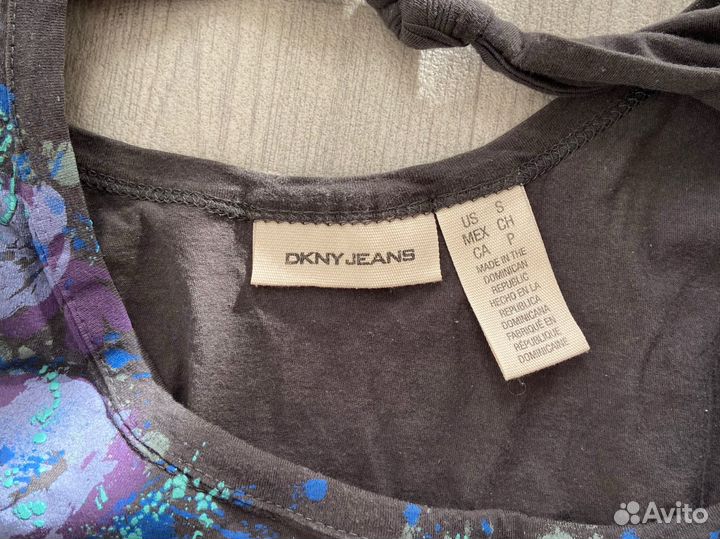 DKNY JEANS
US S
MEX CH
CA P
MADE IN THE
DOMINICAN
REPUBLIC
HECHO EN LA
REPUBLICA
DOMINICANA
FABRIQUÉ EN
RÉPUBLIQUE
DOMINICAINE
Avito